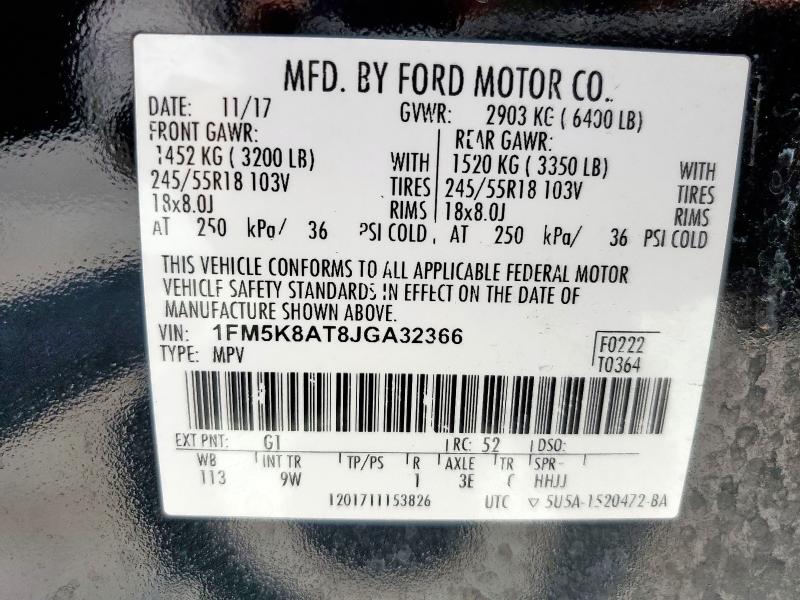 MFD. BY FORD MOTOR CO.
DATE: 11/17 GVWR: 2903 KG ( 6400 LB)
FRONT GAWR: REAR GAWR:
1452 KG ( 3200 LB) WITH 1520 KG ( 3350 LB) WITH
245/55R18 103V TIRES 245/55R18 103V TIRES
18x8.0J RIMS 18x8.0J RIMS
AT 250 kPa/ 36 PSI COLD, AT 250 kPa/ 36 PSI COLD
THIS VEHICLE CONFORMS TO ALL APPLICABLE FEDERAL MOTOR
VEHICLE SAFETY STANDARDS IN EFFECT ON THE DATE OF
MANUFACTURE SHOWN ABOVE.
VIN: 1FM5K8AT8JGA32366
TYPE: MPV
F0222
T0364
EXT PNT: G1 RC: 52 DSO:
WB INT TR TP/PS R AXLE TR SPR
113 9W 1 3E HHJJ
1201711153826 UTC ▽ 5U5A-1520472-BA